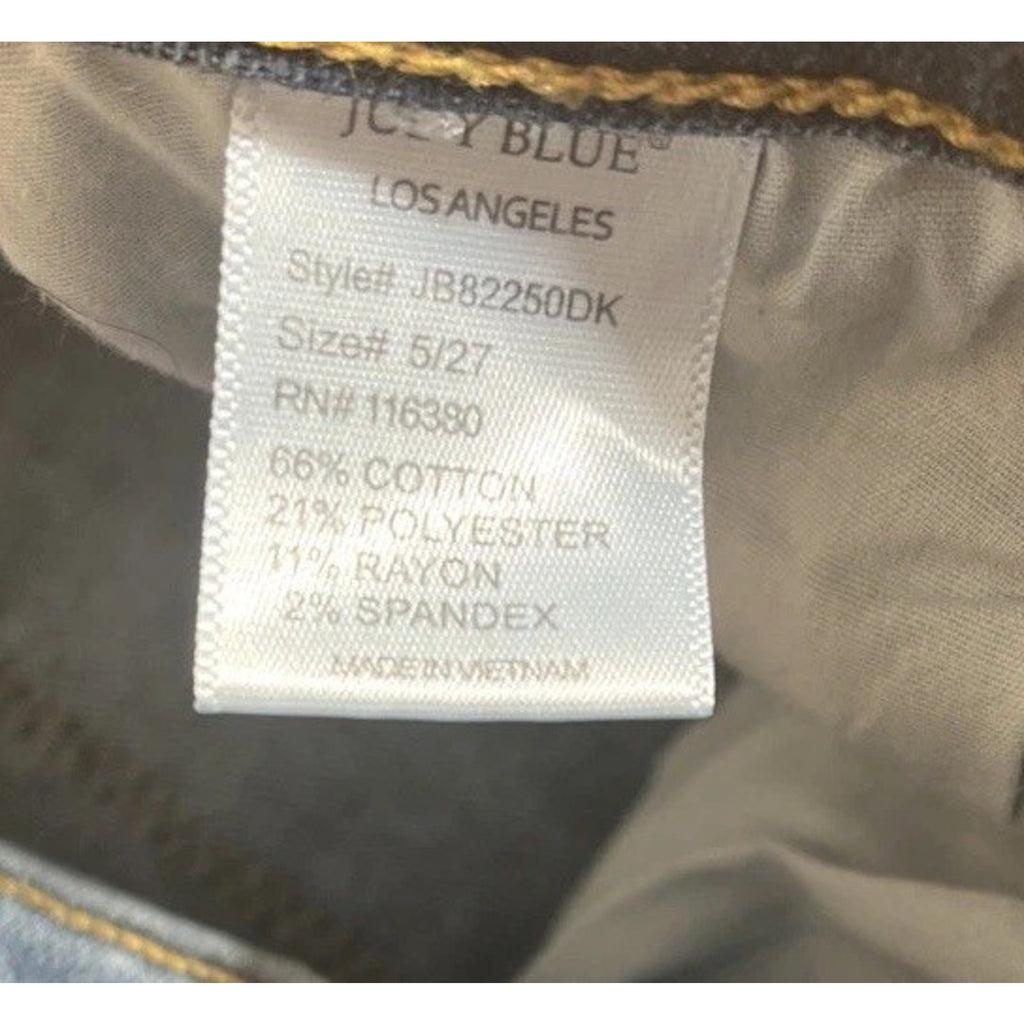 BLUE®
LOS ANGELES
Style# JB82250DK
Size# 5/27
RN# 116380
66% COTTON
21% POLYESTER
11% RAYON
2% SPANDEX
MADE IN VIETNAM